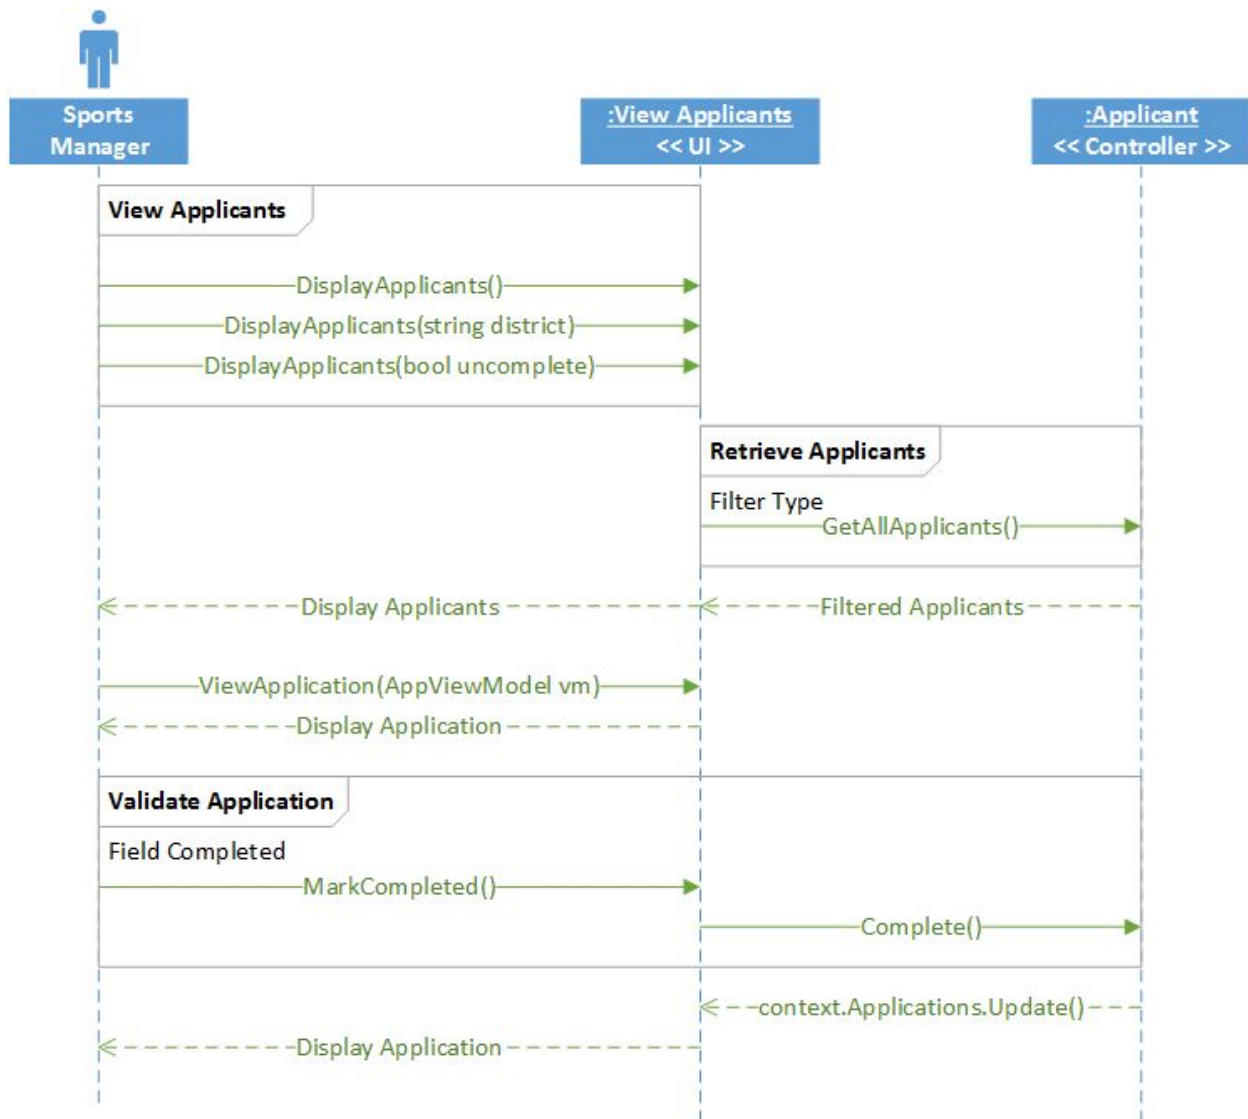 Sports
Manager
:View Applicants
<< UI >>
:Applicant
<< Controller >>
View Applicants
DisplayApplicants()
DisplayApplicants(string district)
DisplayApplicants(bool uncomplete)
Retrieve Applicants
Filter Type
GetAllApplicants()
Display Applicants
Filtered Applicants
ViewApplication(AppViewModel vm)
Display Application
Validate Application
Field Completed
MarkCompleted()
Complete()
context.Applications.Update()
Display Application